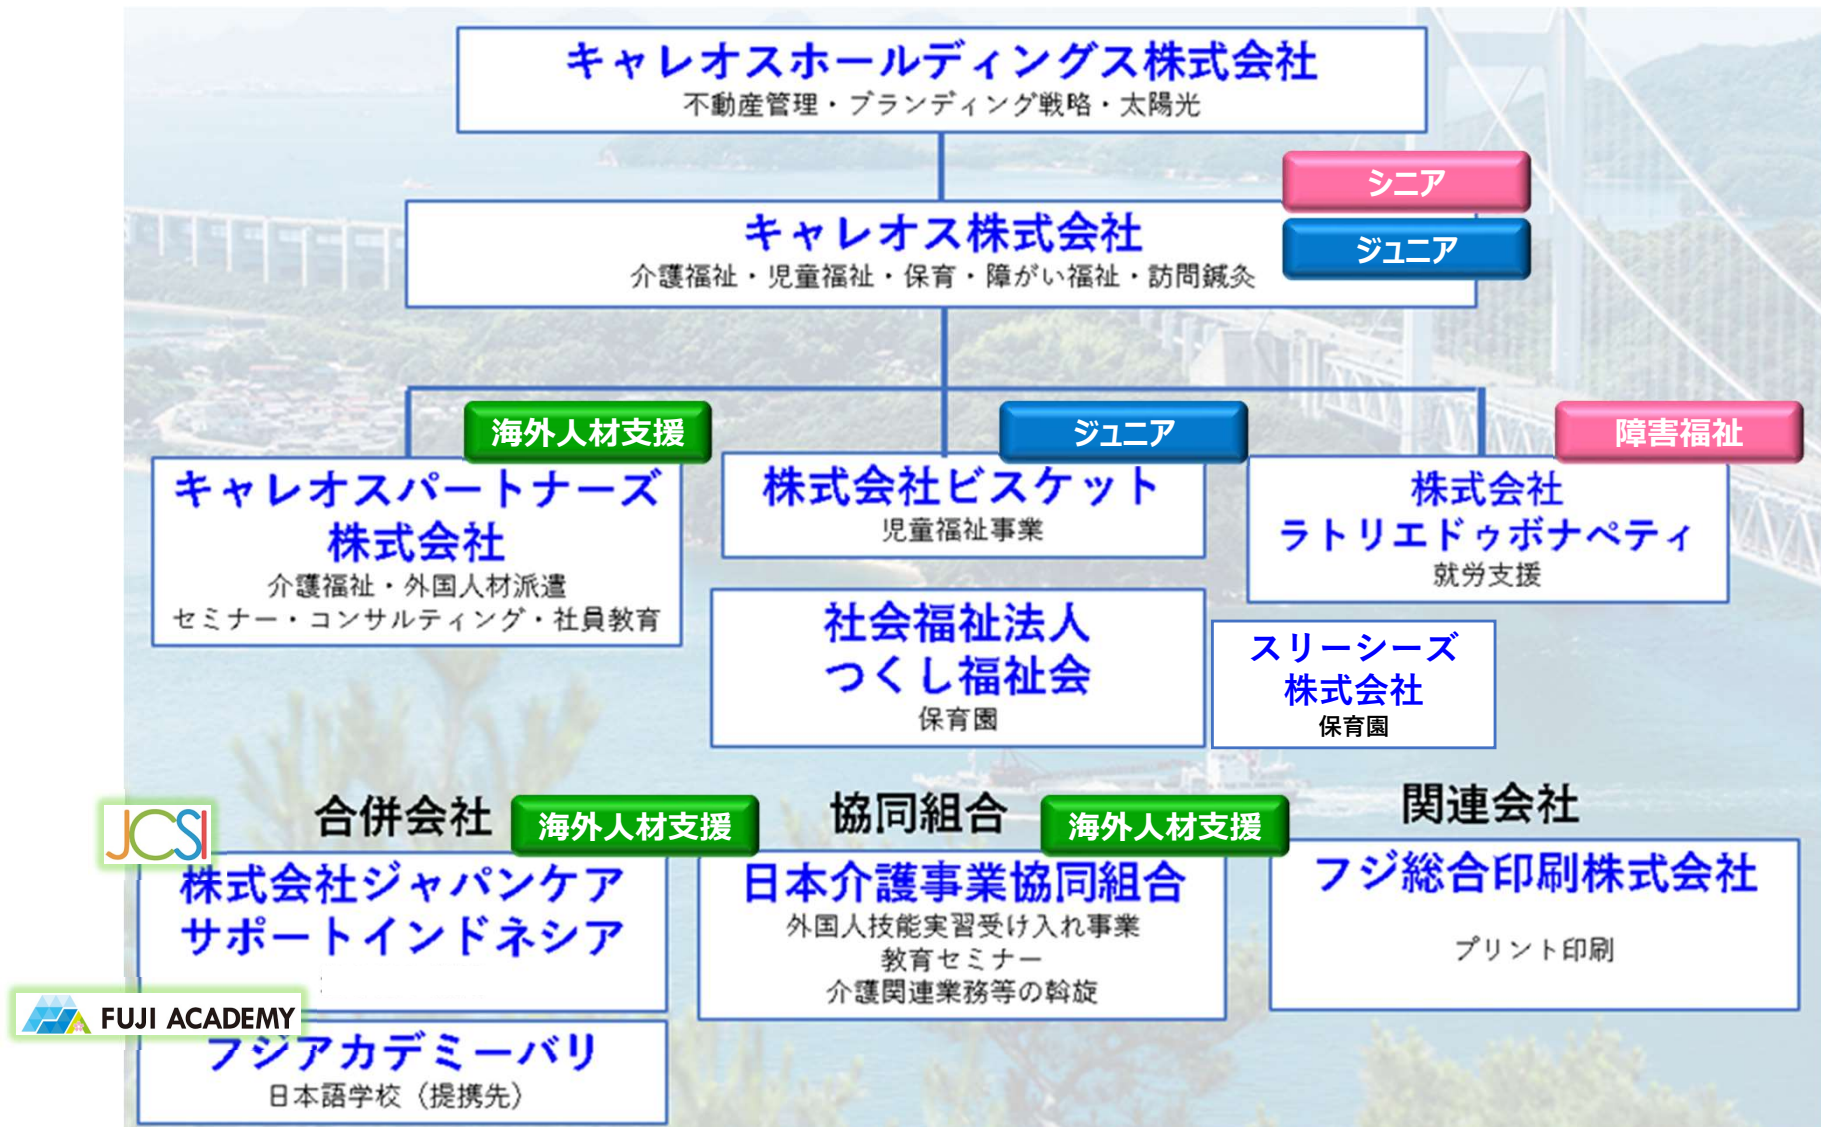 キャレオスホールディングス株式会社
不動産管理・ブランディング戦略・太陽光
シニア
キャレオス株式会社
ジュニア
介護福祉・児童福祉・保育・障がい福祉・訪問鍼灸
海外人材支援
キャレオスパートナーズ
株式会社
介護福祉・外国人材派遣
セミナー・コンサルティング・社員教育
ジュニア
株式会社ビスケット
児童福祉事業
障害福祉
株式会社
ラトリエドゥボナペティ
就労支援
社会福祉法人
つくし福祉会
保育園
スリーシーズ
株式会社
保育園
合併会社
海外人材支援
JCSI
株式会社ジャパンケア
サポートインドネシア
FUJI ACADEMY
フジアカデミーバリ
日本語学校（提携先）
協同組合
海外人材支援
日本介護事業協同組合
外国人技能実習受け入れ事業
教育セミナー
介護関連業務等の斡旋
関連会社
フジ総合印刷株式会社
プリント印刷